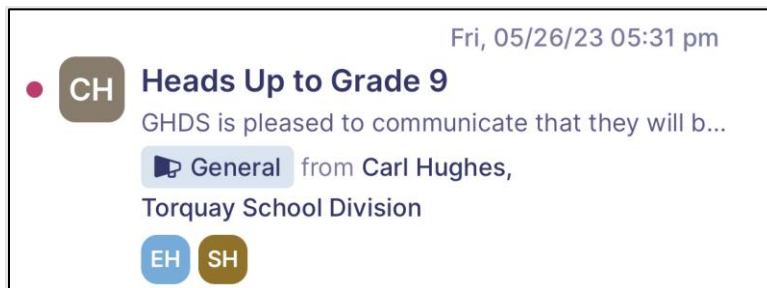 Fri, 05/26/23 05:31 pm
CH
Heads Up to Grade 9
GHDS is pleased to communicate that they will b...
General from Carl Hughes,
Torquay School Division
EH SH